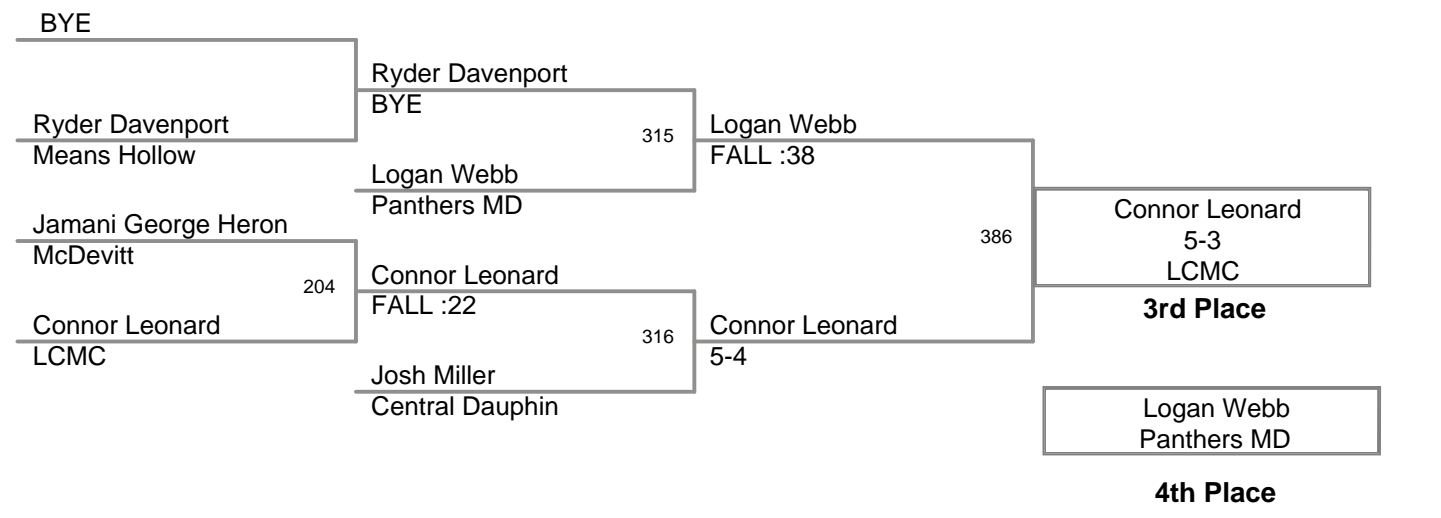 BYE
Ryder Davenport
BYE
Ryder Davenport
Means Hollow
315
Logan Webb
FALL :38
Logan Webb
Panthers MD
Jamani George Heron
McDevitt
204
Connor Leonard
FALL :22
Connor Leonard
LCMC
316
Connor Leonard
5-4
Josh Miller
Central Dauphin
386
Connor Leonard
5-3
LCMC
3rd Place
Logan Webb
Panthers MD
4th Place